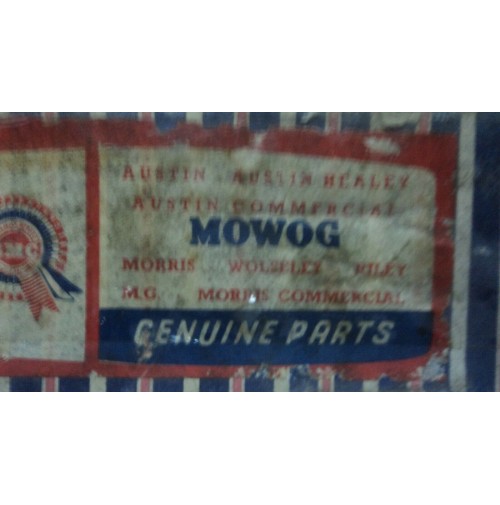 B.M.C
AUSTIN AUSTIN HEALEY
AUSTIN COMMERCIAL
MOWOG
MORRIS WOLSELEY RILEY
M.G. MORRIS COMMERCIAL
GENUINE PARTS